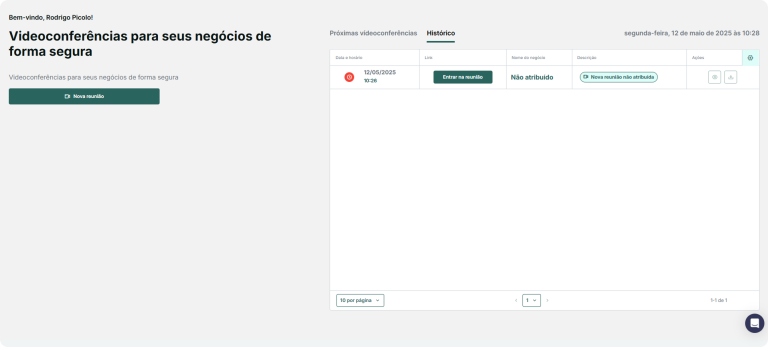 Bem-vindo, Rodrigo Picolo!
Videoconferências para seus negócios de
forma segura
Videoconferências para seus negócios de forma segura
Nova reunião
Próximas videoconferências
Histórico
segunda-feira, 12 de maio de 2025 às 10:28
Data e horário
Link
Nome do negócio
Descrição
Ações
12/05/2025
10:26
Entrar na reunião
Não atribuído
Nova reunião não atribuída
10 por página
1
1-1 de 1